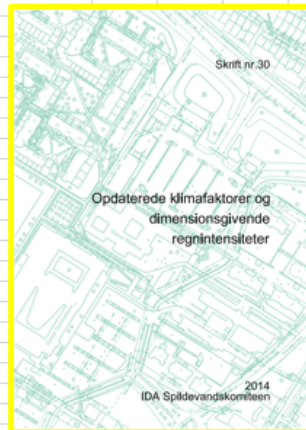 Skrift nr.30
Opdaterede klimafaktorer og
dimensionsgivende
regnintensiteter
2014
IDA Spildevandskomiteen